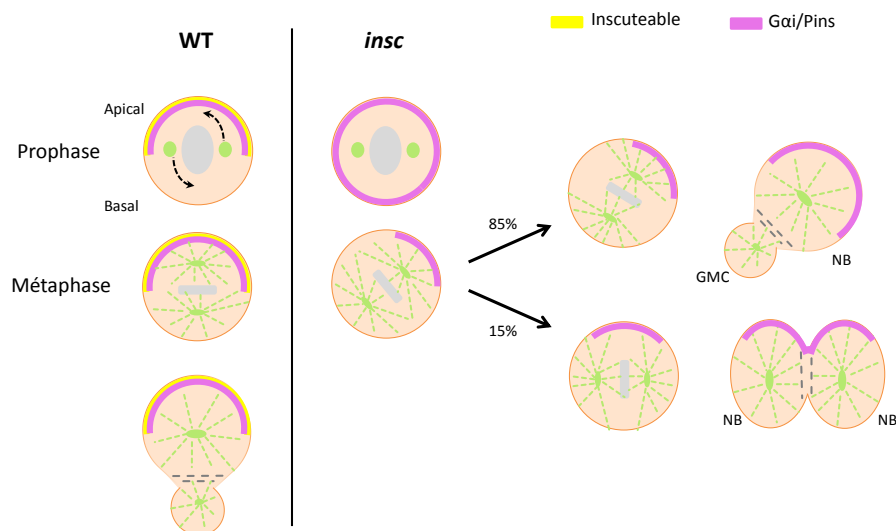 Inscuteable
Gαi/Pins
WT
insc
Apical
Prophase
Basal
85%
GMC
NB
Métaphase
15%
NB
NB